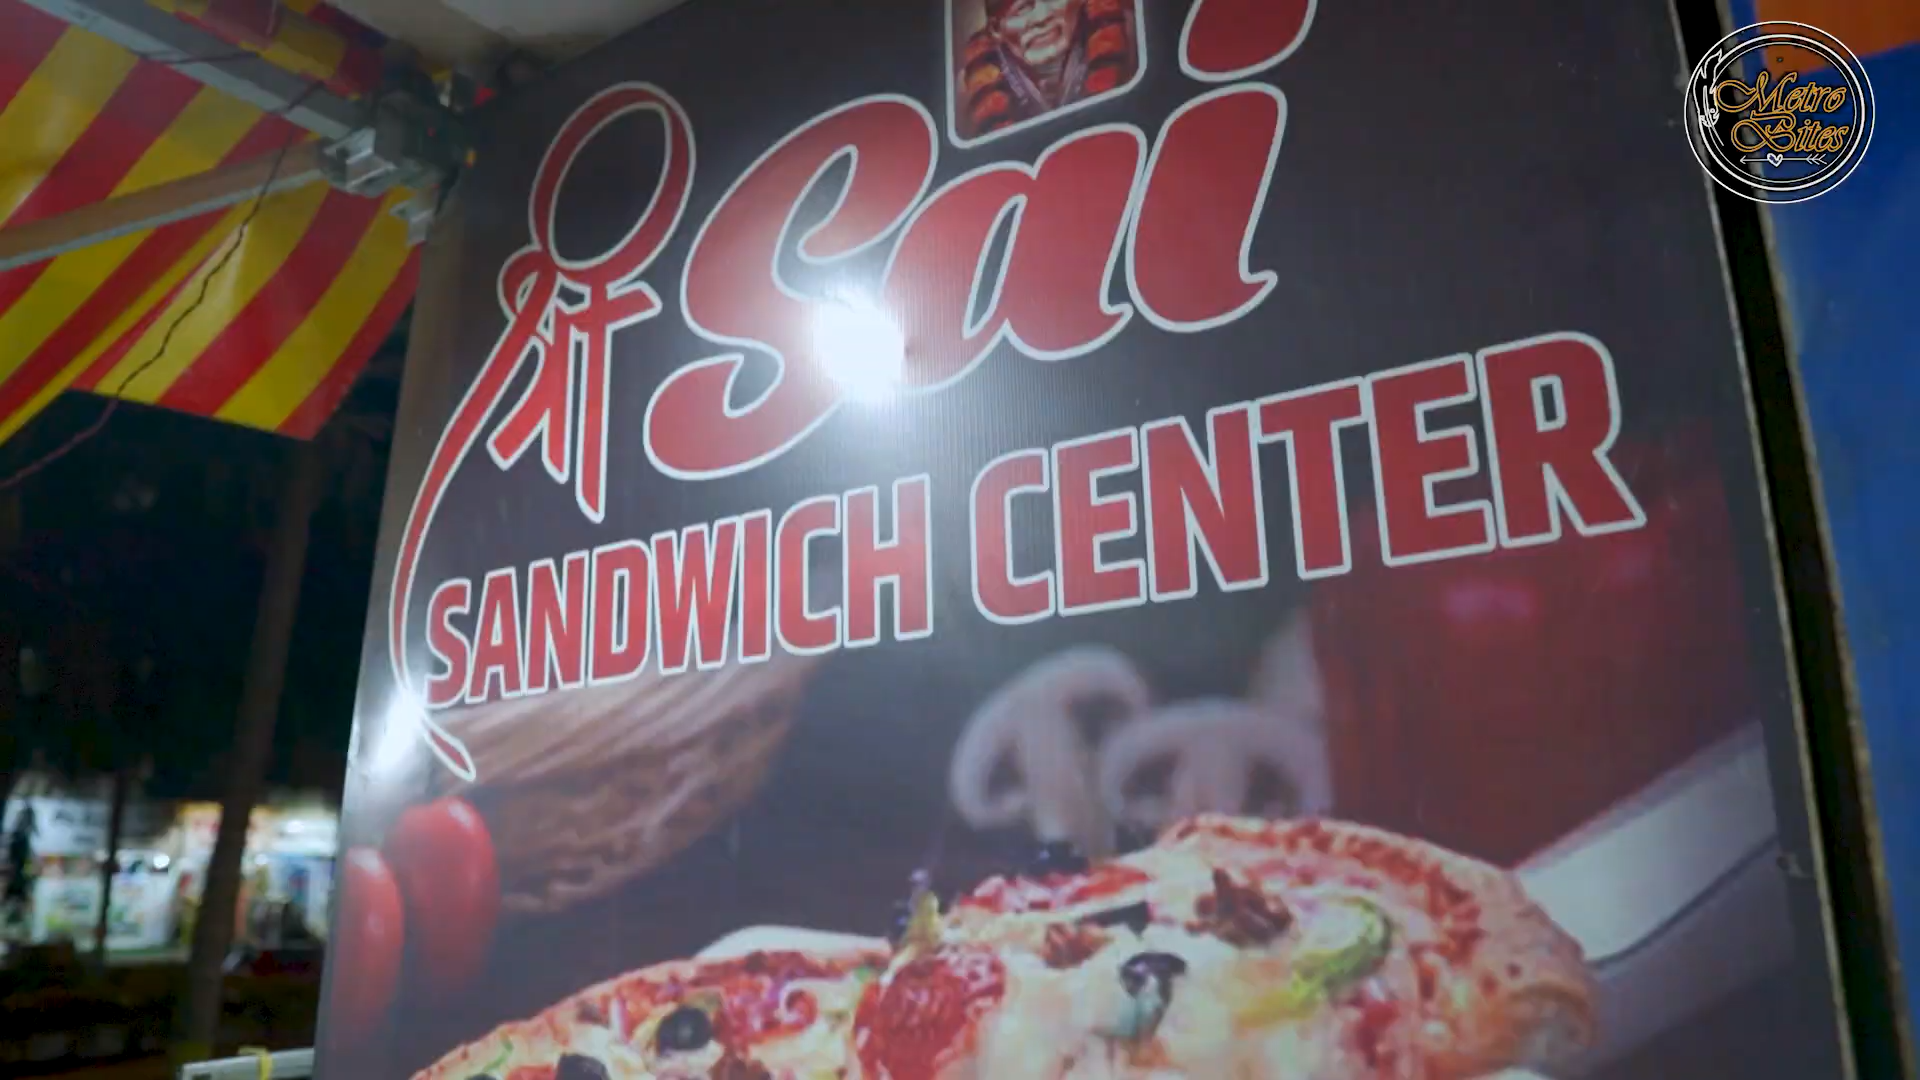 श्री Sai
SANDWICH CENTER
Metro
Bites